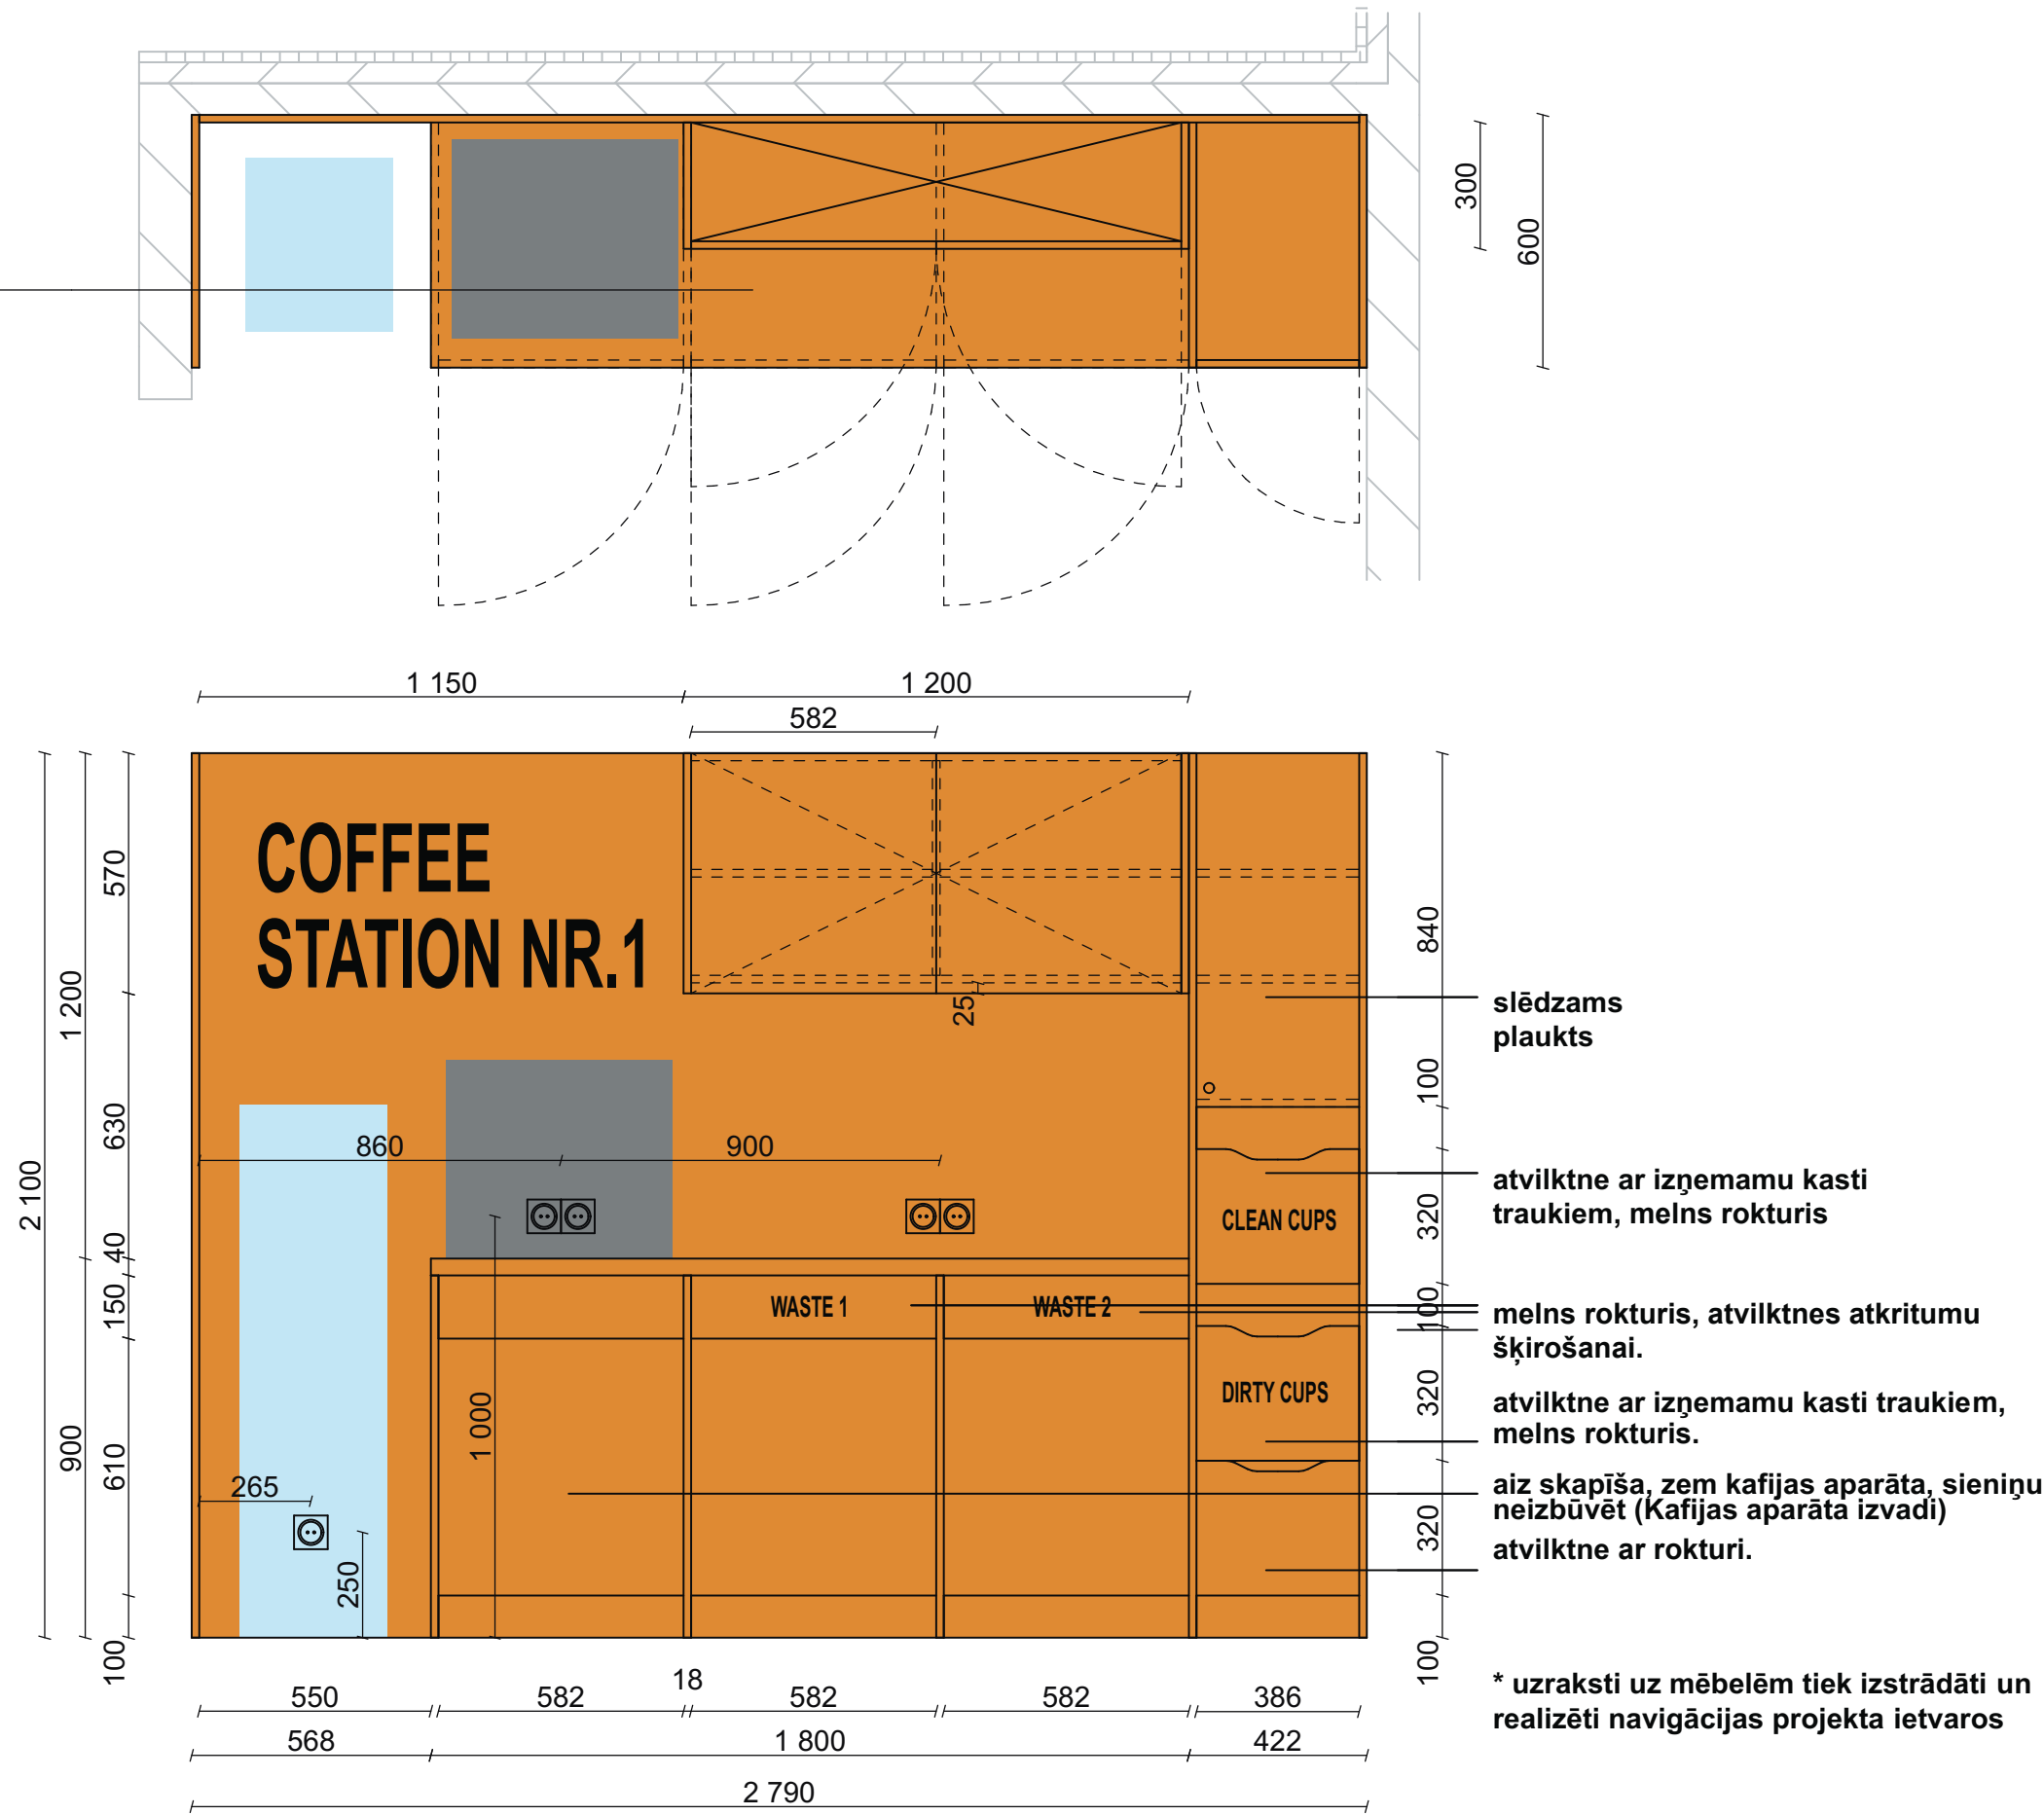 300
600
1 150
1 200
582
COFFEE
STATION NR.1
570
1 200
630
2 100
40
150
900
610
100
860
900
25
1 000
265
250
WASTE 1
WASTE 2
CLEAN CUPS
DIRTY CUPS
840
100
320
100
320
320
100
slēdzams
plaukts
atvilktne ar izņemamu kasti
traukiem, melns rokturis
melns rokturis, atvilktnes atkritumu
šķirošanai.
atvilktne ar izņemamu kasti traukiem,
melns rokturis.
aiz skapīša, zem kafijas aparāta, sieniņu
neizbūvēt (Kafijas aparāta izvadi)
atvilktne ar rokturi.
* uzraksti uz mēbelēm tiek izstrādāti un
realizēti navigācijas projekta ietvaros
18
550
582
582
582
386
568
1 800
422
2 790